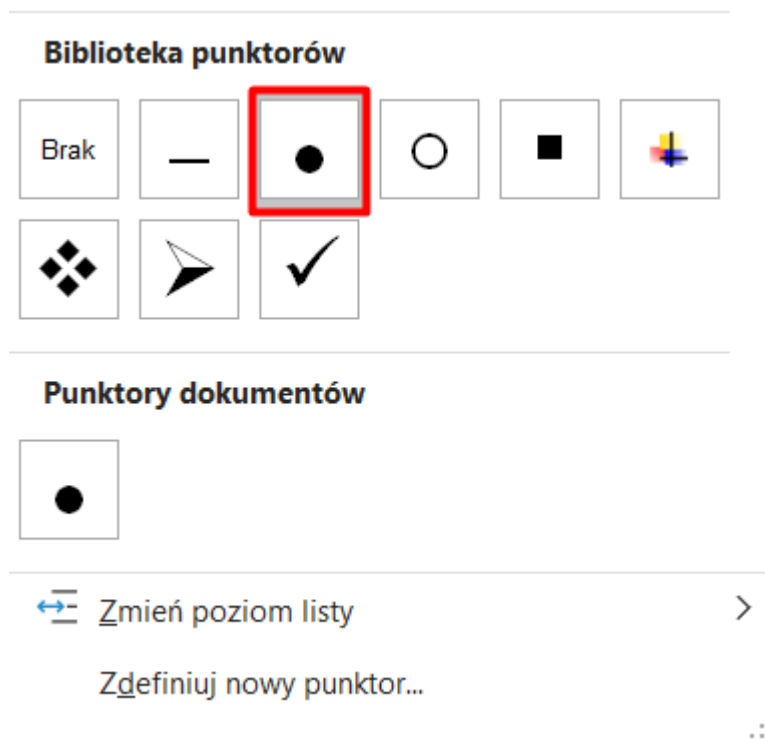 Biblioteka punktorów
Brak
Punktory dokumentów
Zmień poziom listy
Zdefiniuj nowy punktor...